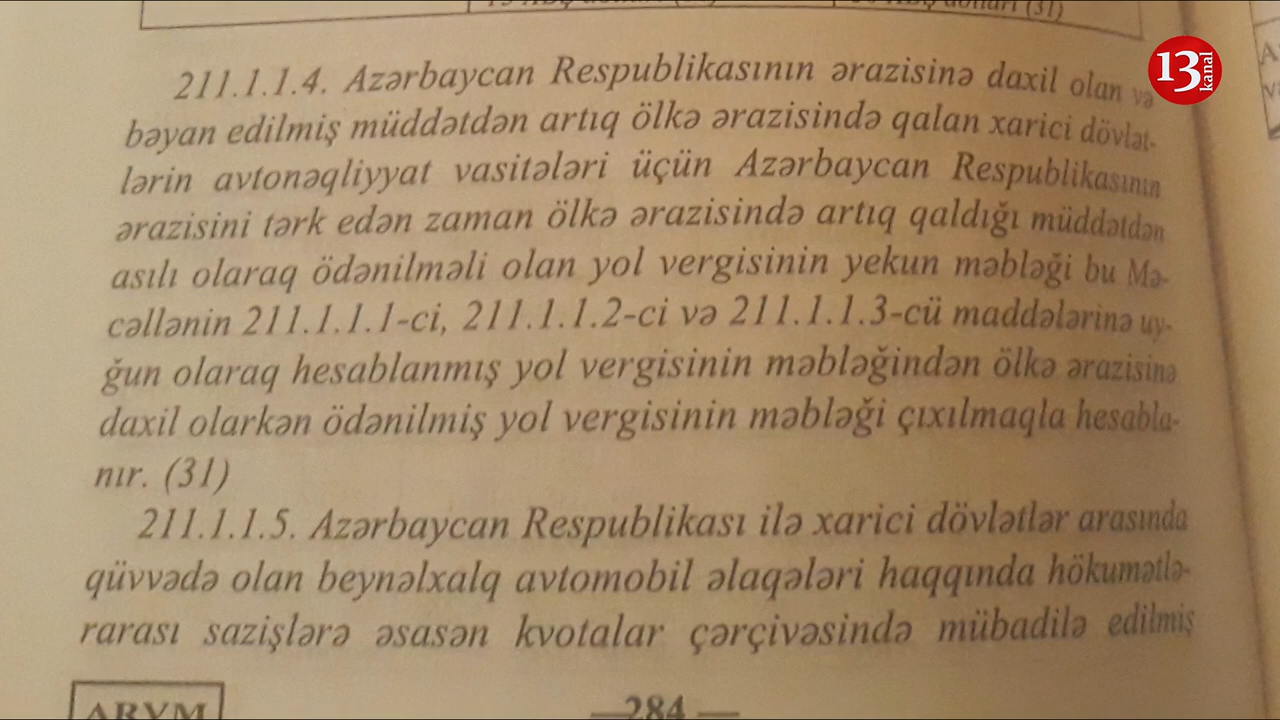 13 kanal
211.1.1.4. Azərbaycan Respublikasının ərazisinə daxil olan və
bəyan edilmiş müddətdən artıq ölkə ərazisində qalan xarici dövlət-
lərin avtonəqliyyat vasitələri üçün Azərbaycan Respublikasının
ərazisini tərk edən zaman ölkə ərazisində artıq qaldığı müddətdən
asılı olaraq ödənilməli olan yol vergisinin yekun məbləği bu Mə-
cəllənin 211.1.1.1-ci, 211.1.1.2-ci və 211.1.1.3-cü maddələrinə uy-
ğun olaraq hesablanmış yol vergisinin məbləğindən ölkə ərazisinə
daxil olarkən ödənilmiş yol vergisinin məbləği çıxılmaqla hesabla-
nır. (31)
211.1.1.5. Azərbaycan Respublikası ilə xarici dövlətlər arasında
qüvvədə olan beynəlxalq avtomobil əlaqələri haqqında hökumətlə-
rarası sazişlərə əsasən kvotalar çərçivəsində mübadilə edilmiş
ARVM
—284 —